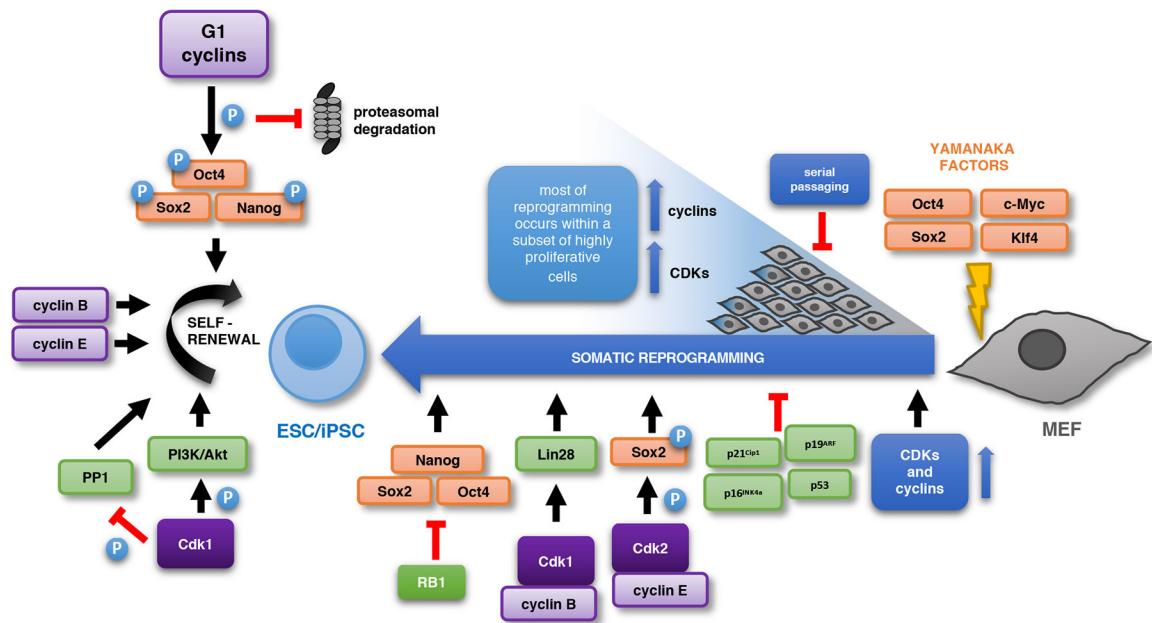 G1
cyclins
P
proteasomal
degradation
P
Oct4
P
Sox2
Nanog
P
cyclin B
cyclin E
SELF -
RENEWAL
ESC/iPSC
PP1
PI3K/Akt
P
P
Cdk1
most of
reprogramming
occurs within a
subset of highly
proliferative
cells
cyclins
CDKs
serial
passaging
YAMANAKA
FACTORS
Oct4
c-Myc
Sox2
Klf4
SOMATIC REPROGRAMMING
MEF
Nanog
Sox2
Oct4
RB1
Lin28
Cdk1
cyclin B
Sox2
P
P
Cdk2
cyclin E
p21Cip1
p19ARF
p16INK4a
p53
CDKs
and
cyclins